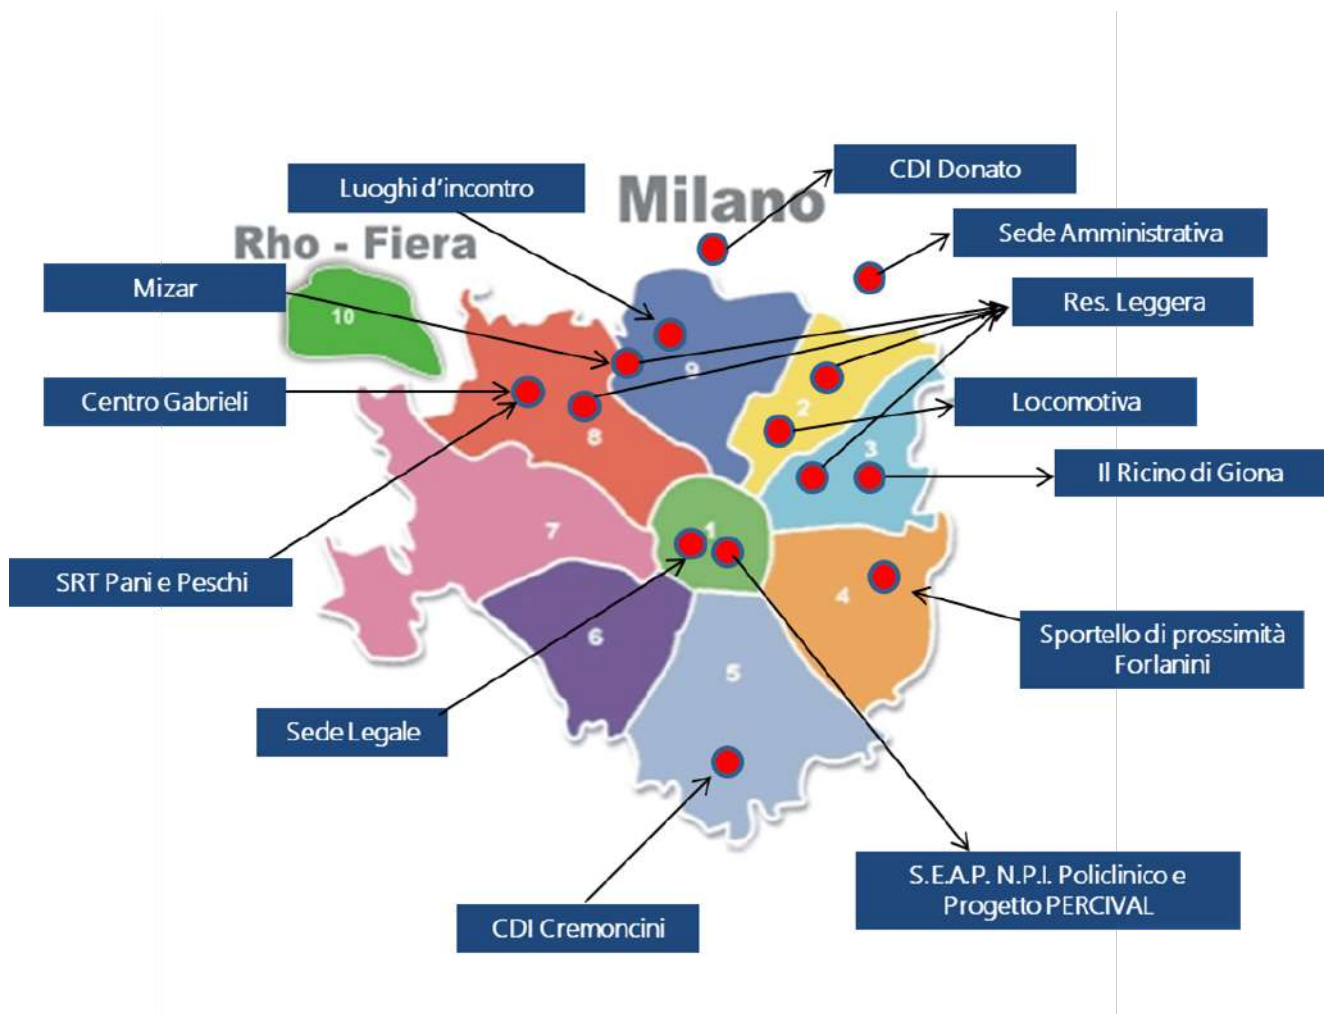 CDI Donato
Luoghi d'incontro
Milano
Sede Amministrativa
Rho - Fiera
Mizar
Res. Leggera
10
9
Centro Gabrieli
Locomotiva
2
8
3
Il Ricino di Giona
7
1
SRT Pani e Peschi
4
6
Sportello di prossimità
Forlanini
5
Sede Legale
S.E.A.P. N.P.I. Policlinico e
Progetto PERCIVAL
CDI Cremoncini